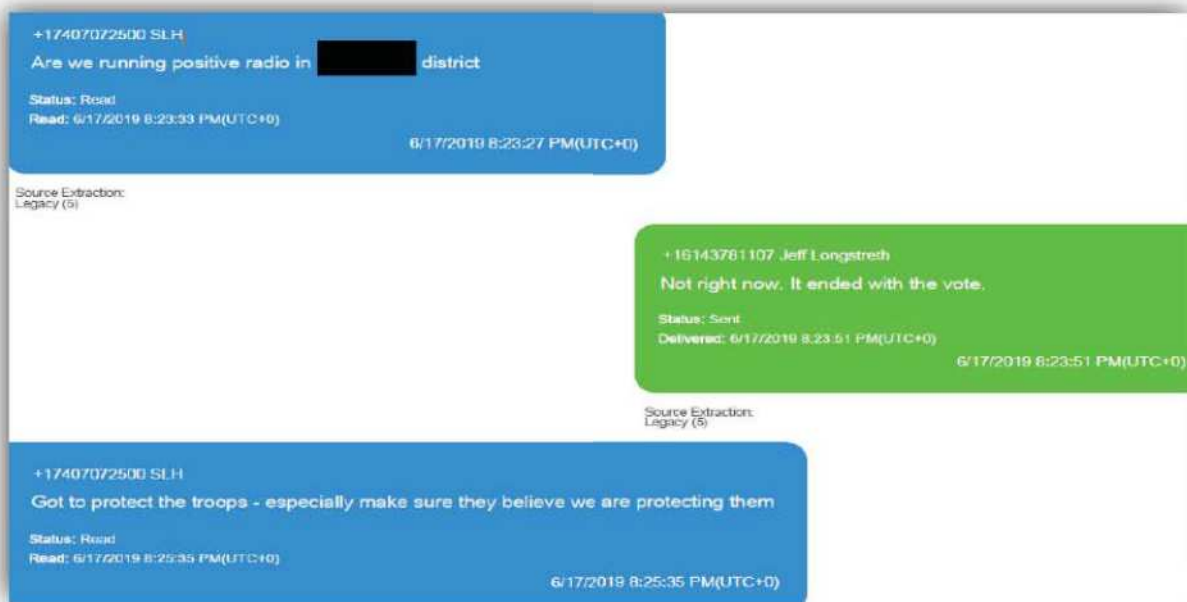 +17407072500 SLH
Are we running positive radio in district
Status: Read
Read: 6/17/2019 8:23:33 PM(UTC+0)
6/17/2019 8:23:27 PM(UTC+0)
Source Extraction:
Legacy (5)
+16143781107 Jeff Longstreth
Not right now. It ended with the vote.
Status: Sent
Delivered: 6/17/2019 8:23:51 PM(UTC+0)
6/17/2019 8:23:51 PM(UTC+0)
Source Extraction:
Legacy (5)
+17407072500 SLH
Got to protect the troops - especially make sure they believe we are protecting them
Status: Read
Read: 6/17/2019 8:25:35 PM(UTC+0)
6/17/2019 8:25:35 PM(UTC+0)